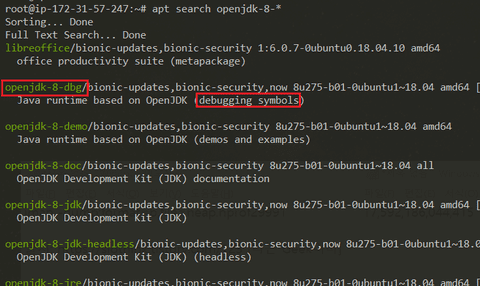 root@ip-172-31-57-247:~# apt search openjdk-8-*
Sorting... Done
Full Text Search... Done
libreoffice/bionic-updates,bionic-security 1:6.0.7-0ubuntu0.18.04.10 amd64
office productivity suite (metapackage)
openjdk-8-dbg/bionic-updates,bionic-security,now 8u275-b01-0ubuntu1~18.04 amd64 [
Java runtime based on OpenJDK (debugging symbols)
openjdk-8-demo/bionic-updates,bionic-security 8u275-b01-0ubuntu1~18.04 amd64
Java runtime based on OpenJDK (demos and examples)
openjdk-8-doc/bionic-updates,bionic-security 8u275-b01-0ubuntu1~18.04 all
OpenJDK Development Kit (JDK) documentation
openjdk-8-jdk/bionic-updates,bionic-security,now 8u275-b01-0ubuntu1~18.04 amd64 [
OpenJDK Development Kit (JDK)
openjdk-8-jdk-headless/bionic-updates,bionic-security,now 8u275-b01-0ubuntu1~18.0
OpenJDK Development Kit (JDK) (headless)
openjdk-8-jre/bionic-updates,bionic-security,now 8u275-b01-0ubuntu1~18.04 amd64 [